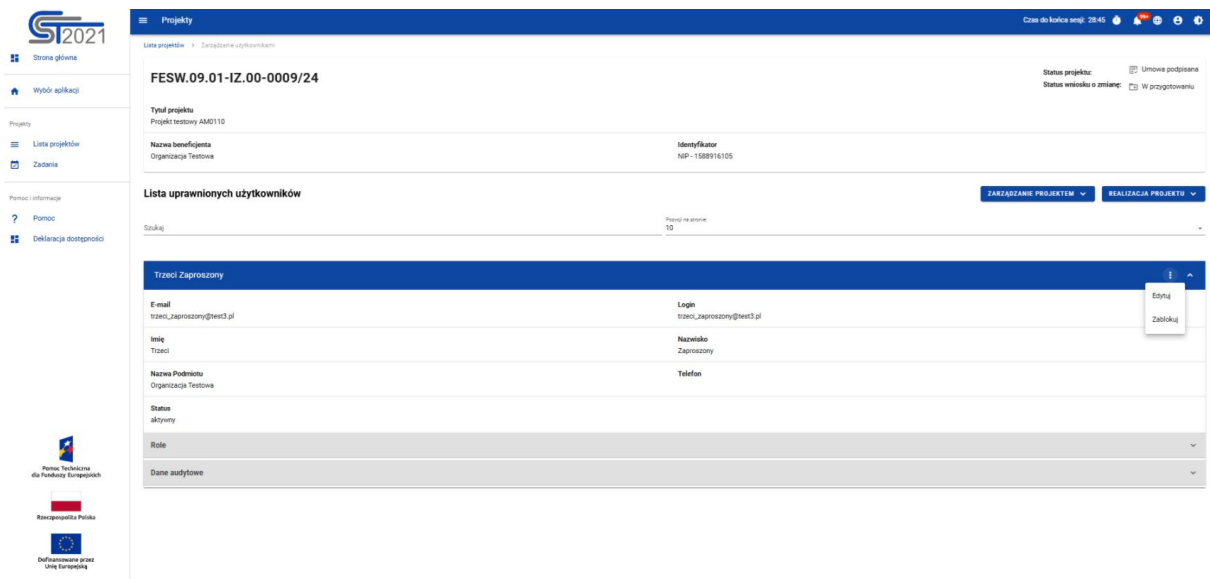 CST2021
Projekty
Czas do końca sesji: 28:45
99+
Strona główna
Wybór aplikacji
Projekty
Lista projektów
Zadania
Pomoc i informacje
Pomoc
Deklaracja dostępności
Pomoc Techniczna
dla Funduszy Europejskich
Rzeczpospolita Polska
Dofinansowane przez
Unię Europejską
Lista projektów > Zarządzanie użytkownikami
FESW.09.01-IZ.00-0009/24
Status projektu: Umowa podpisana
Status wniosku o zmianę: W przygotowaniu
Tytuł projektu
Projekt testowy AM0110
Nazwa beneficjenta
Organizacja Testowa
Identyfikator
NIP - 1588916105
Lista uprawnionych użytkowników
ZARZĄDZANIE PROJEKTEM
REALIZACJA PROJEKTU
Szukaj
Pozycji na stronie
10
Trzeci Zaproszony
Edytuj
Zablokuj
E-mail
trzeci_zaproszony@test3.pl
Login
trzeci_zaproszony@test3.pl
Imię
Trzeci
Nazwisko
Zaproszony
Nazwa Podmiotu
Organizacja Testowa
Telefon
Status
aktywny
Role
Dane audytowe